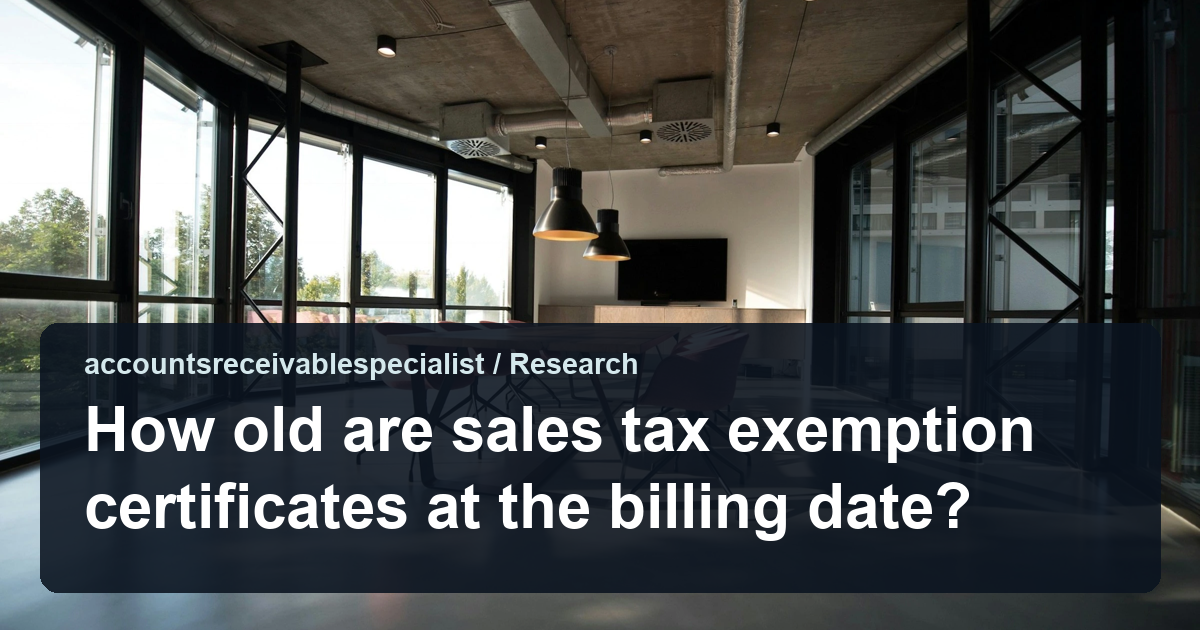 accountsreceivablespecialist / Research
How old are sales tax exemption
certificates at the billing date?